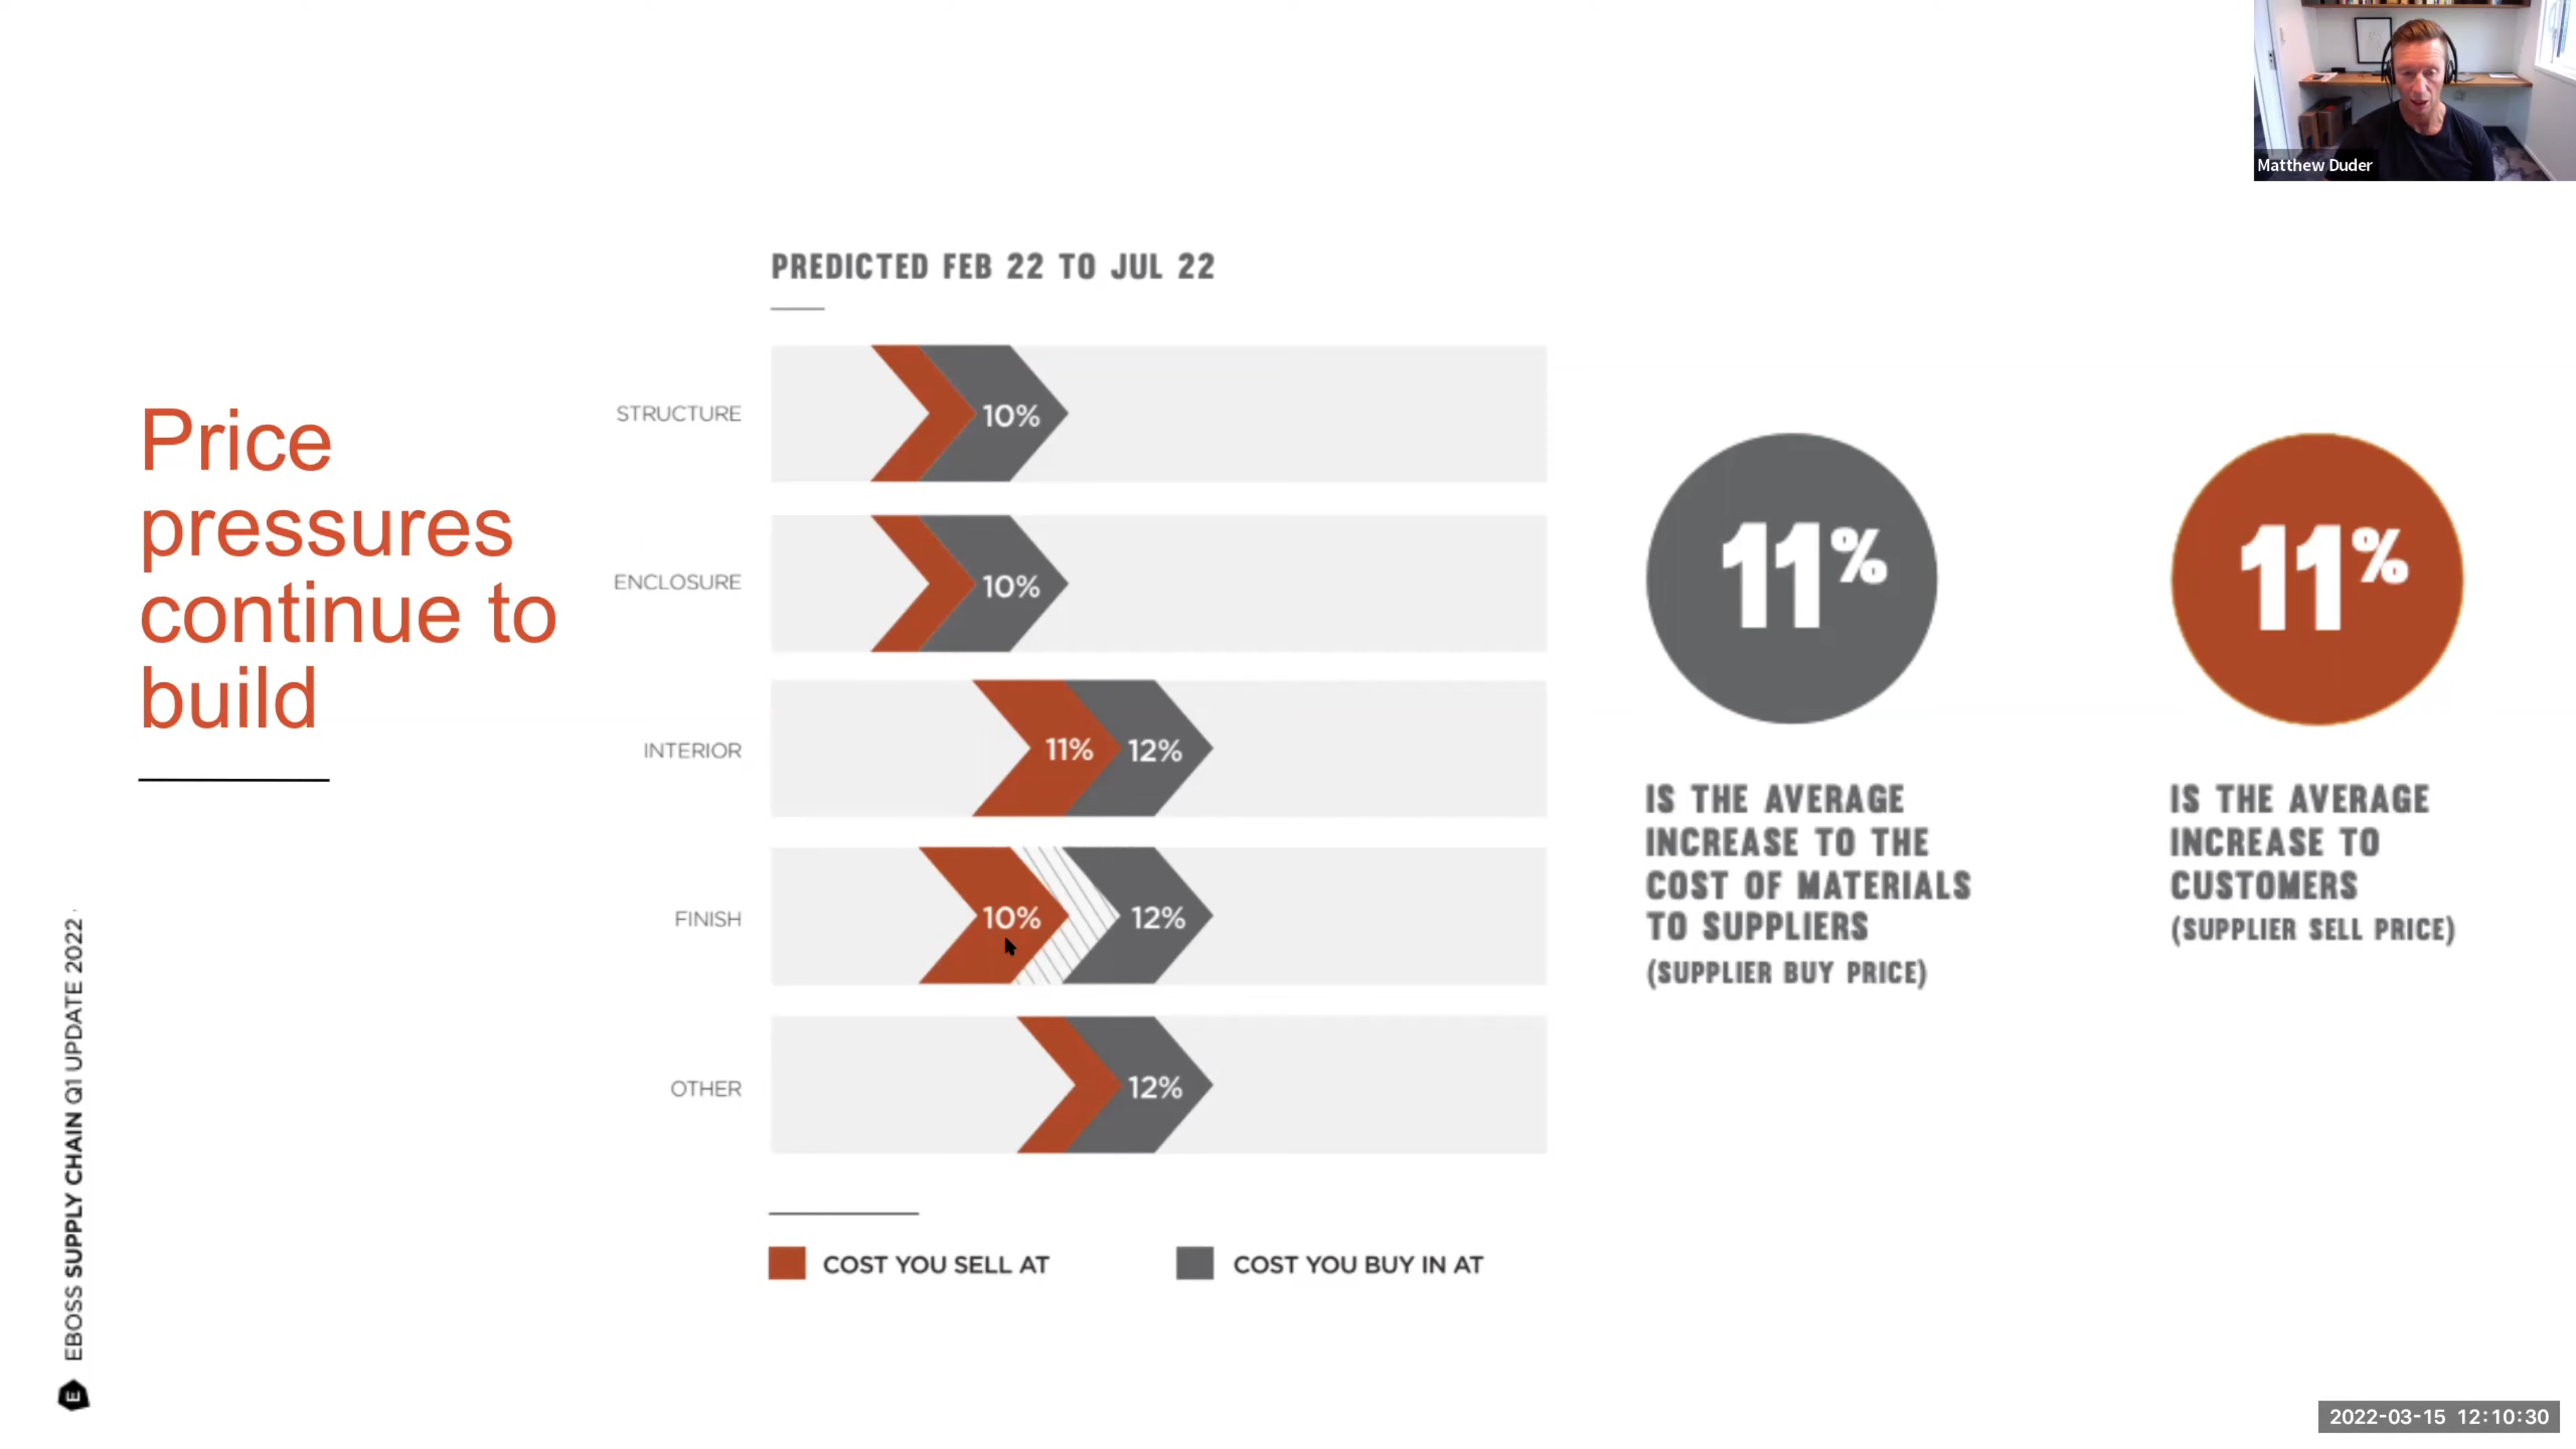 Matthew Duder
PREDICTED FEB 22 TO JUL 22
Price
pressures
continue to
build
STRUCTURE
10%
ENCLOSURE
10%
INTERIOR
11% 12%
FINISH
10% 12%
OTHER
12%
COST YOU SELL AT
COST YOU BUY IN AT
11%
IS THE AVERAGE
INCREASE TO THE
COST OF MATERIALS
TO SUPPLIERS
(SUPPLIER BUY PRICE)
11%
IS THE AVERAGE
INCREASE TO
CUSTOMERS
(SUPPLIER SELL PRICE)
E EBOSS SUPPLY CHAIN Q1 UPDATE 2022
2022-03-15 12:10:30